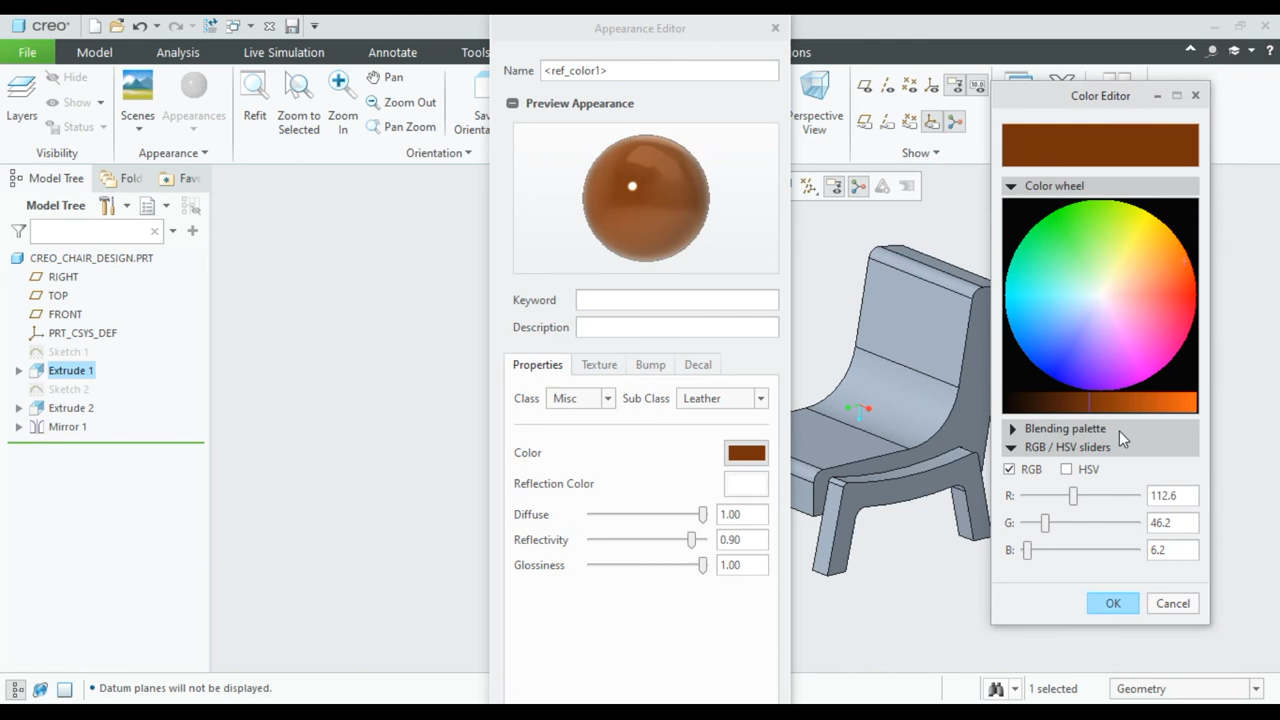 creo
File Model Analysis Live Simulation Annotate Tools ons
Hide
Show
Status
Layers
Visibility
Scenes
Appearances
Appearance
Refit
Zoom to
Selected
Zoom
In
Pan
Zoom Out
Pan Zoom
Sav
Orienta
Orientation
erspective
View
Show
Model Tree Fold Fav
Model Tree
CREO_CHAIR_DESIGN.PRT
RIGHT
TOP
FRONT
PRT_CSYS_DEF
Sketch 1
Extrude 1
Sketch 2
Extrude 2
Mirror 1
Appearance Editor
Name <ref_color1>
Preview Appearance
Keyword
Description
Properties Texture Bump Decal
Class Misc Sub Class Leather
Color
Reflection Color
Diffuse 1.00
Reflectivity 0.90
Glossiness 1.00
Color Editor
Color wheel
Blending palette
RGB / HSV sliders
RGB HSV
R: 112.6
G: 46.2
B: 6.2
OK Cancel
• Datum planes will not be displayed.
1 selected
Geometry